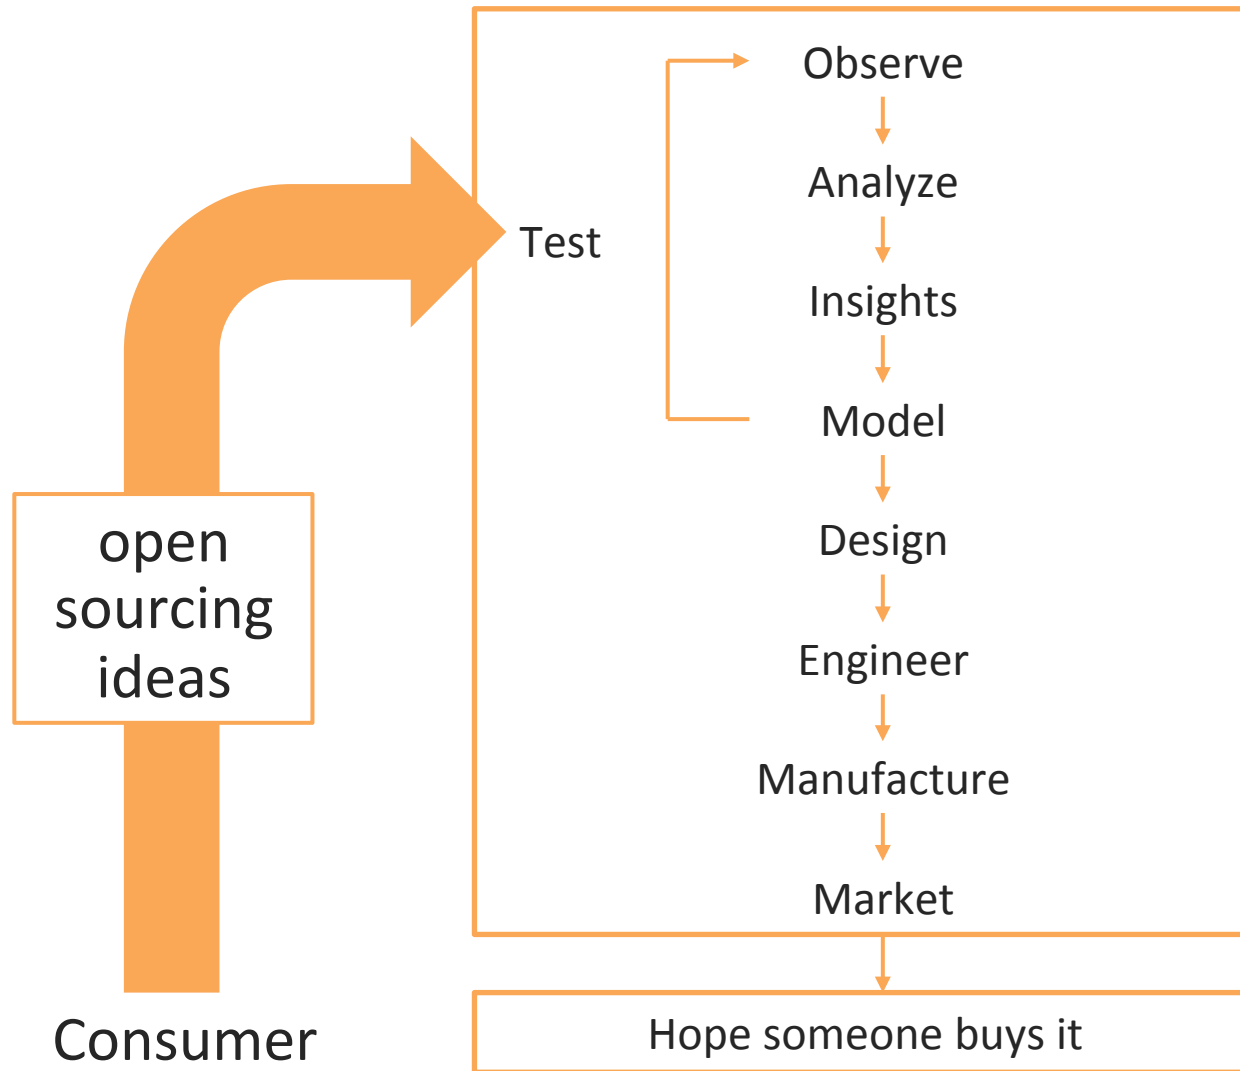 Observe
Analyze
Test
Insights
Model
Design
Engineer
Manufacture
Market
Hope someone buys it
open
sourcing
ideas
Consumer